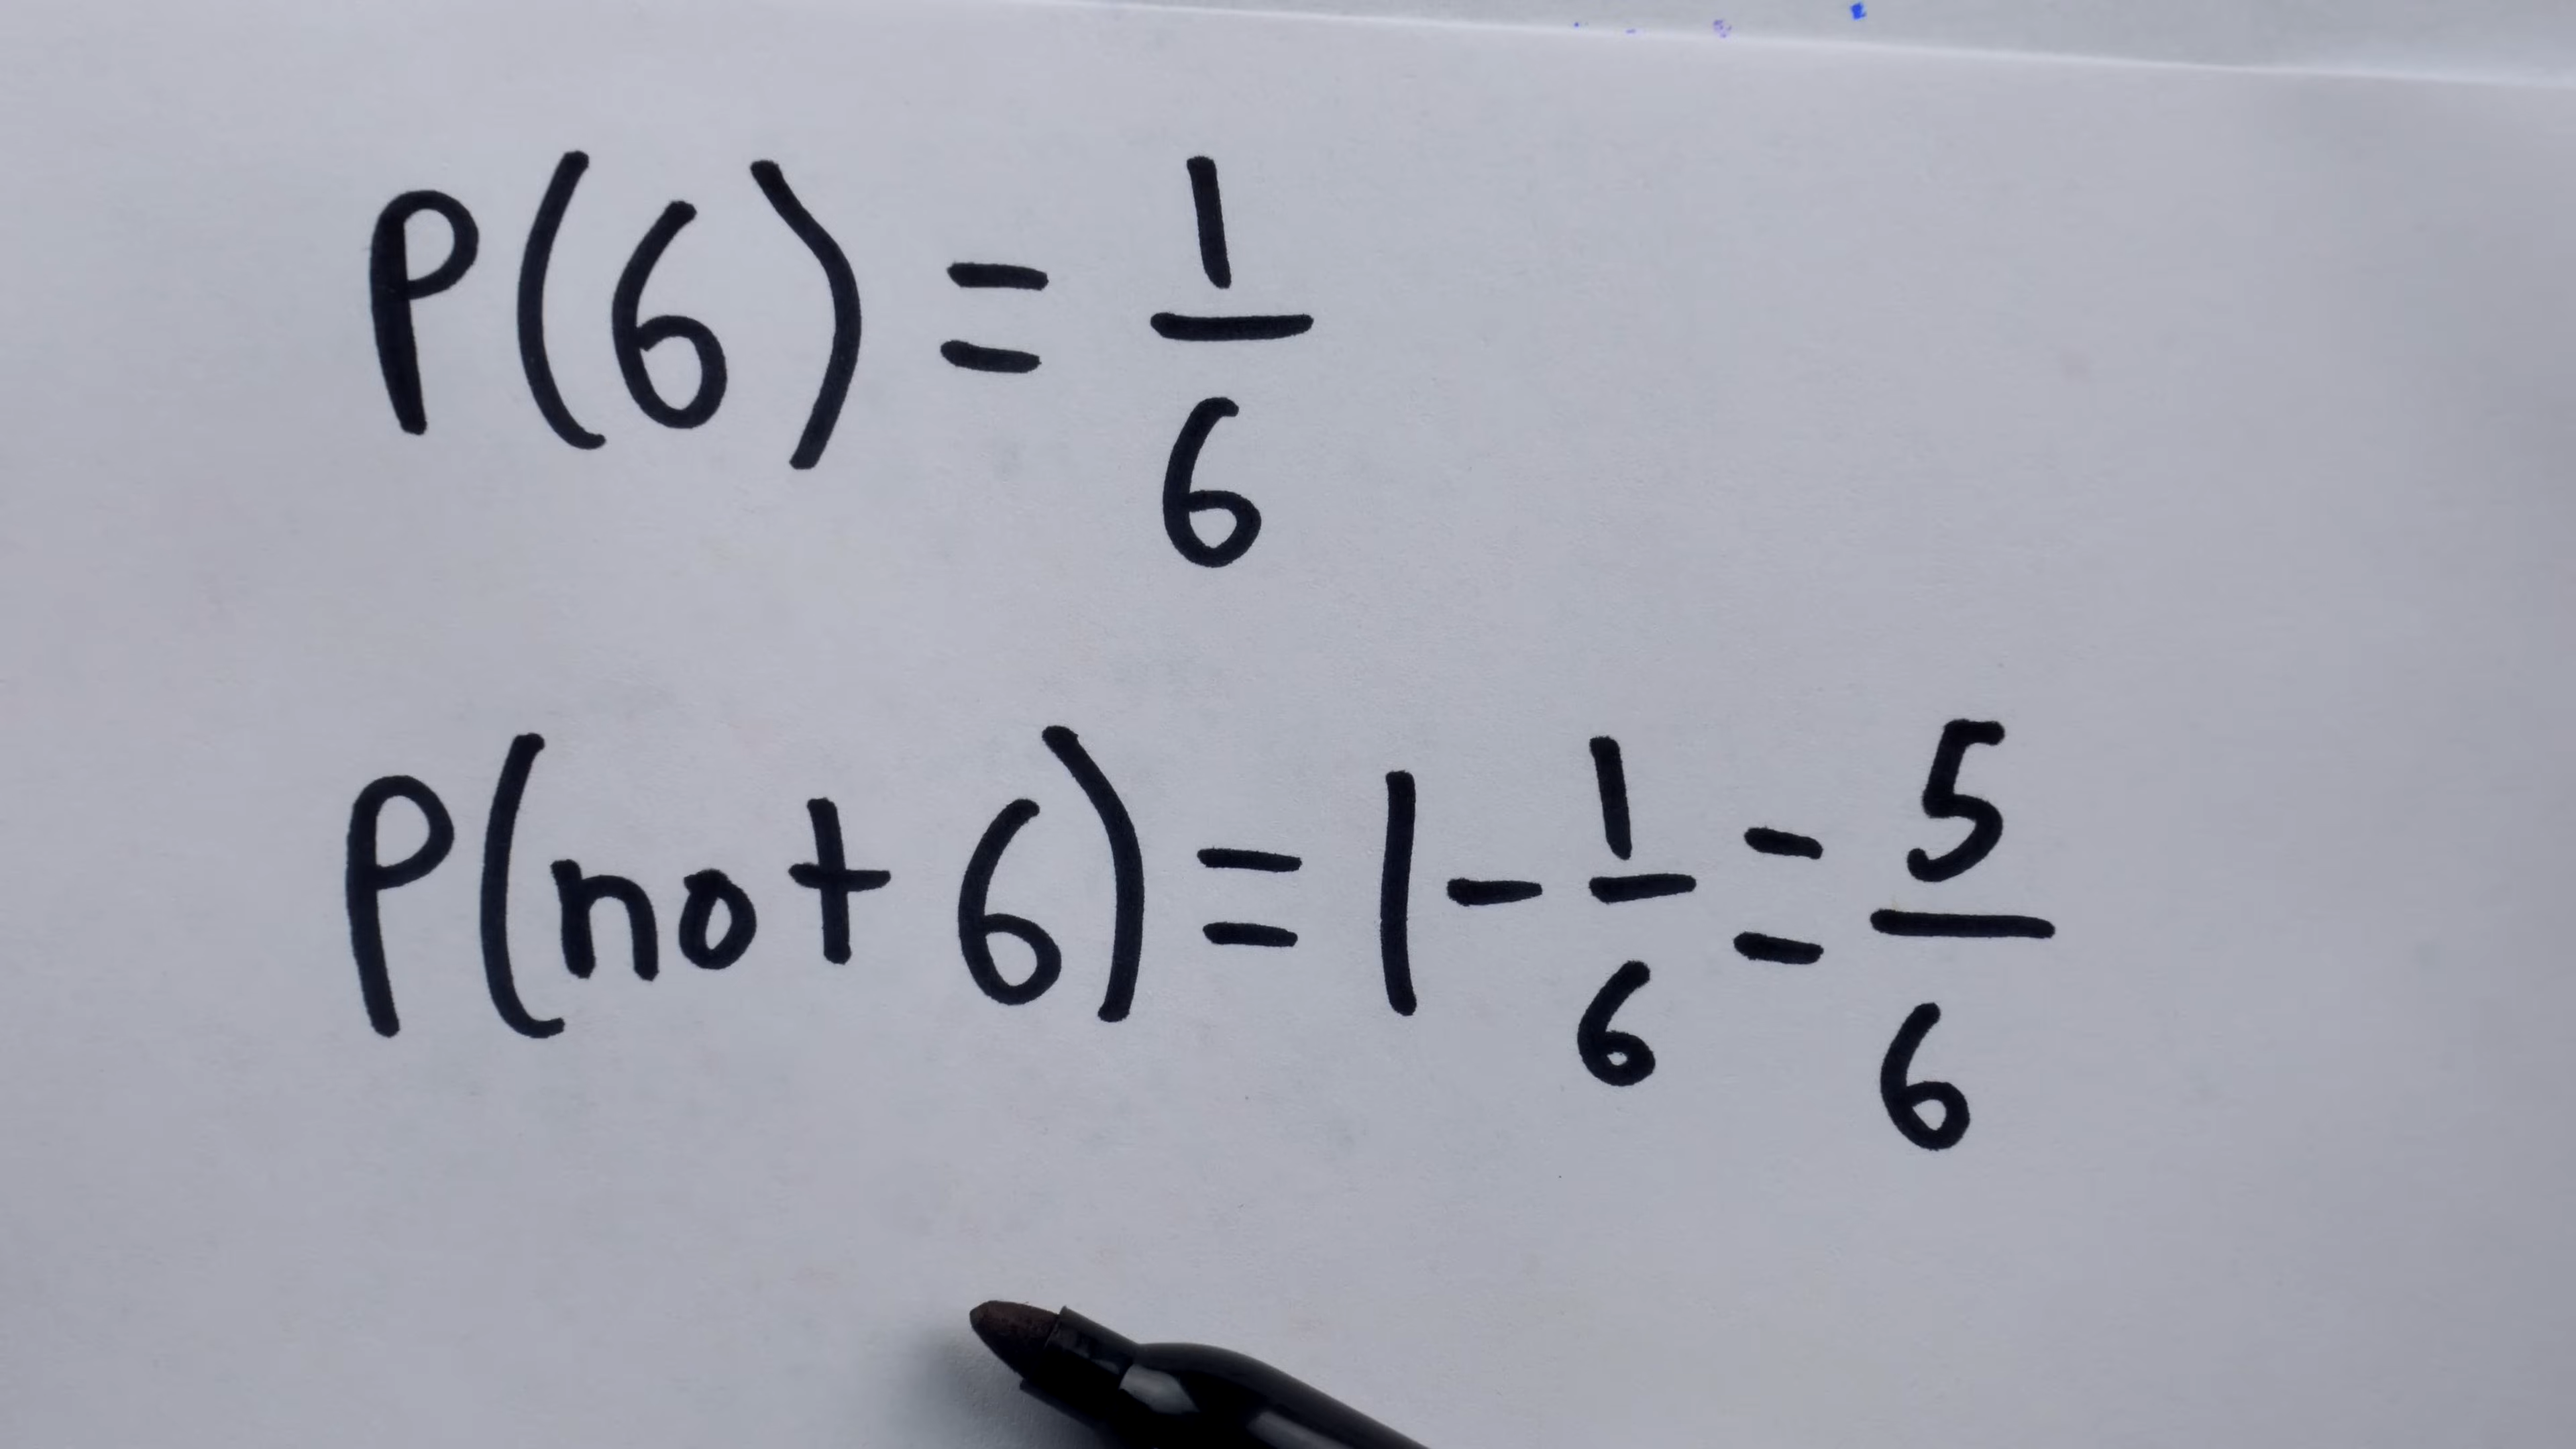 P(6) = 1/6
P(not 6) = 1 - 1/6 = 5/6